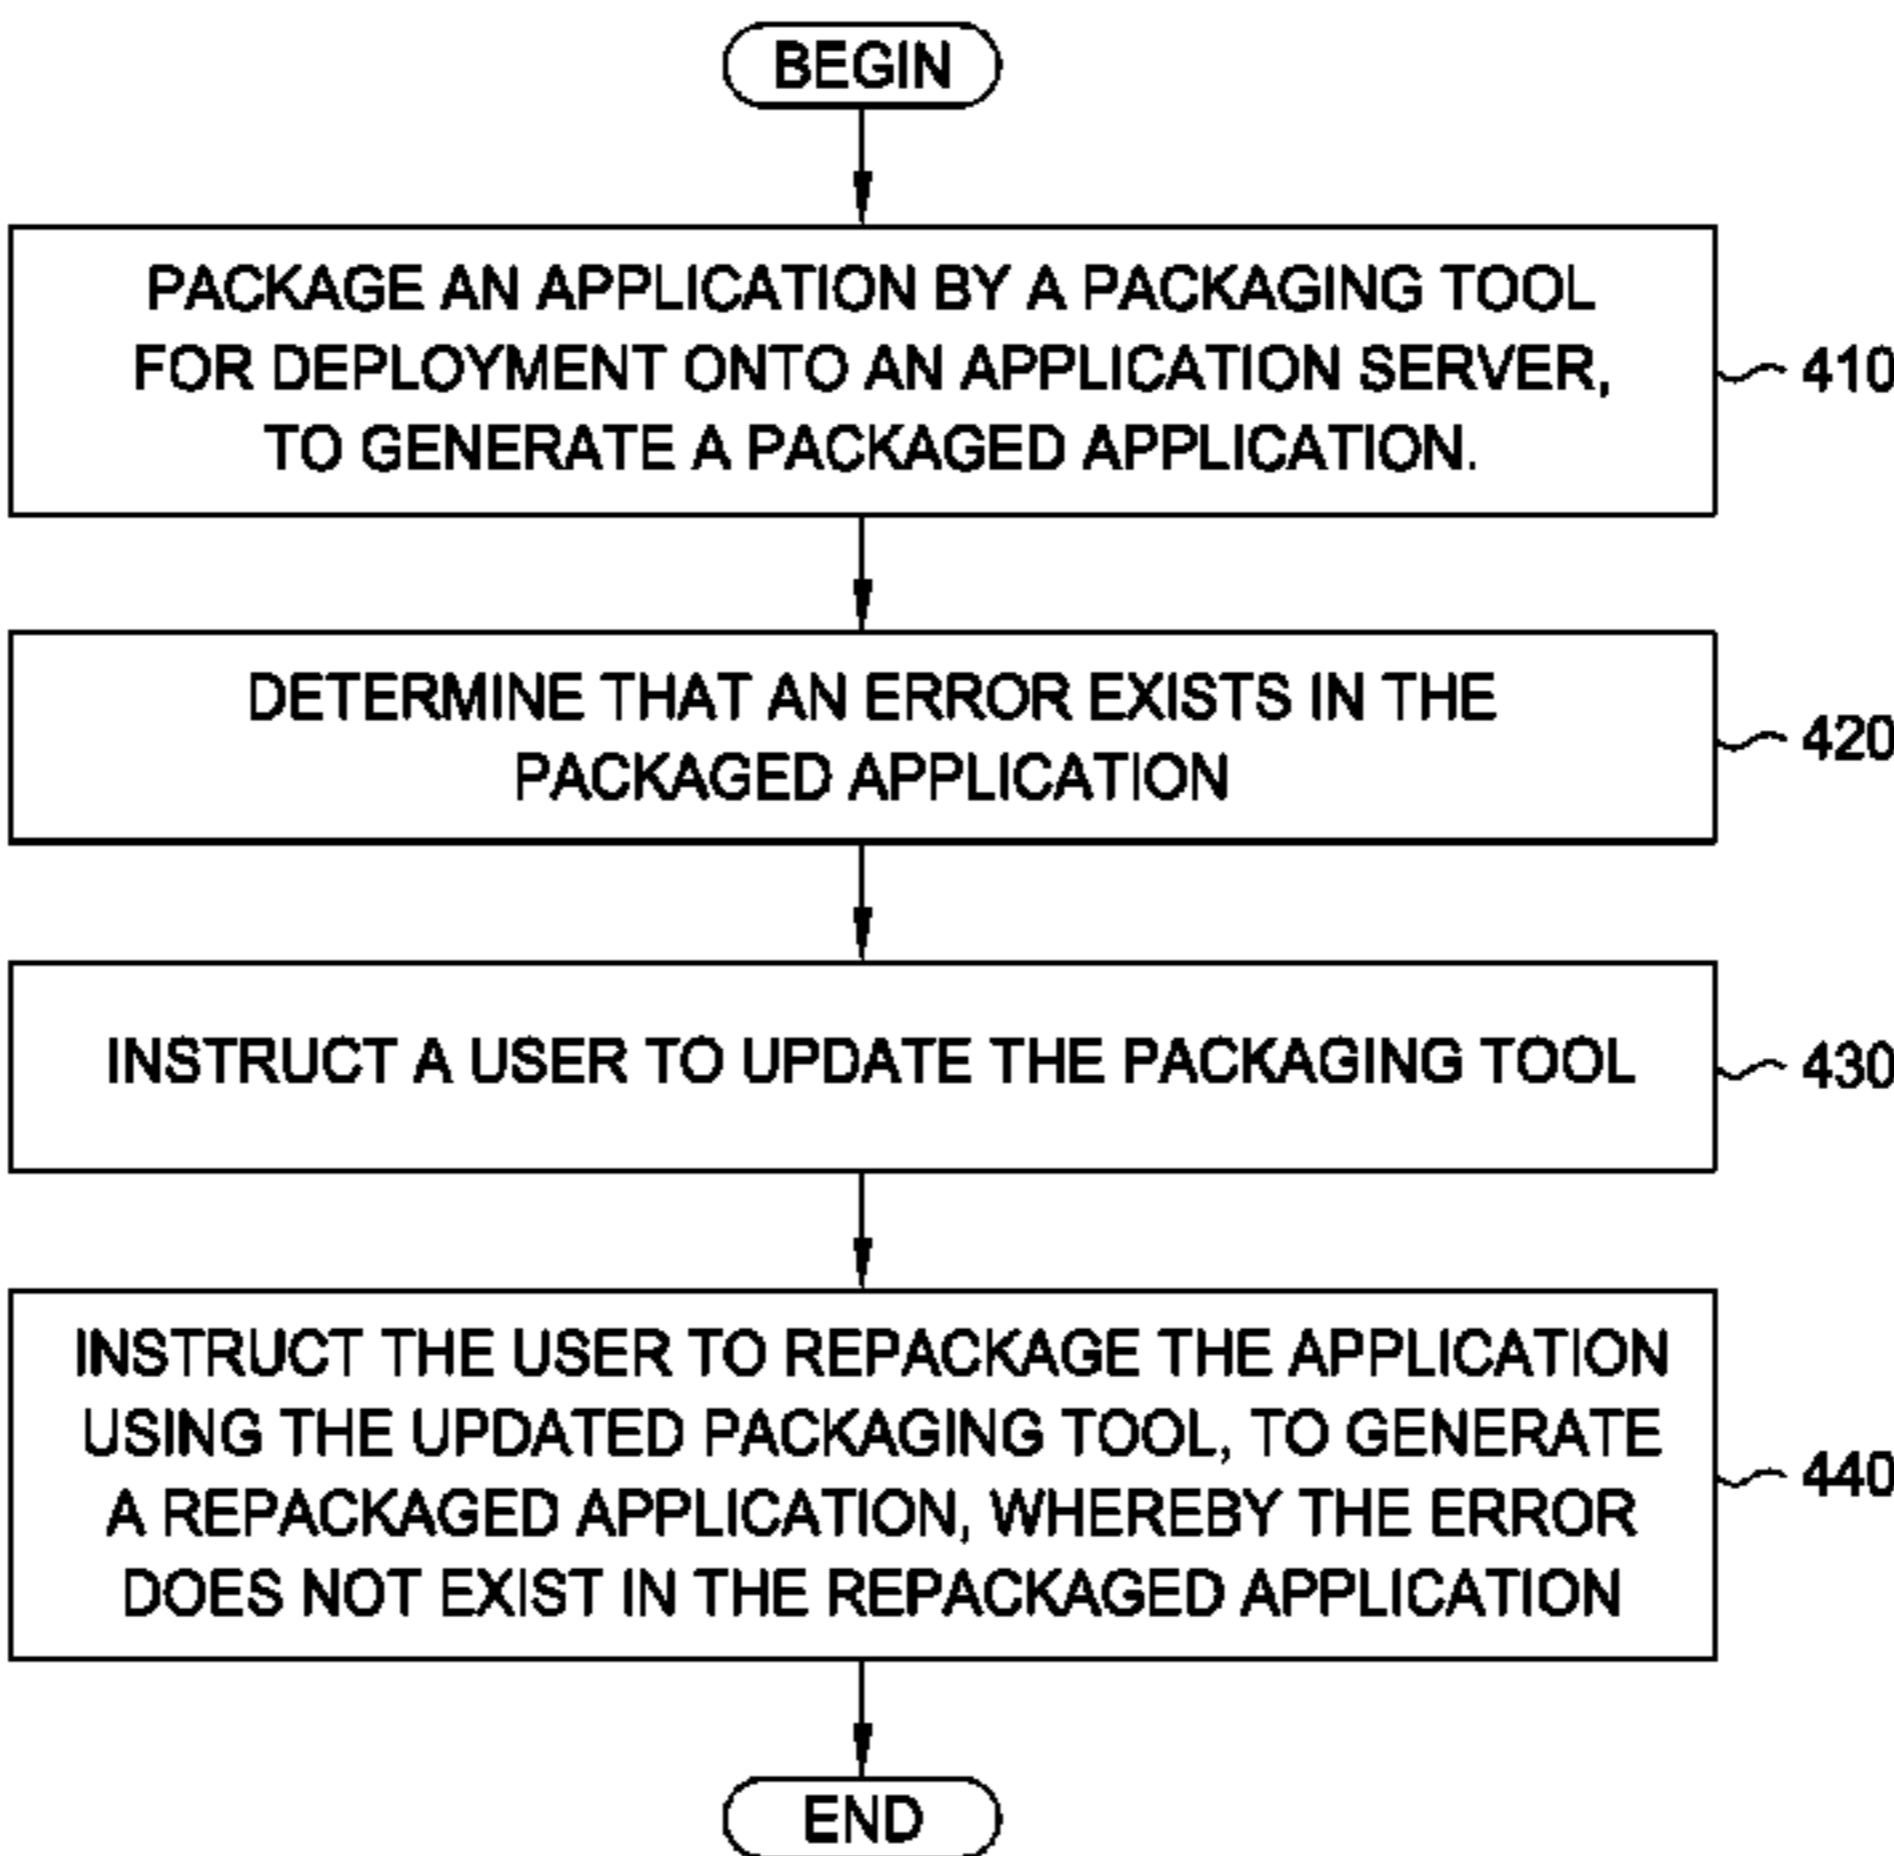 BEGIN
PACKAGE AN APPLICATION BY A PACKAGING TOOL
FOR DEPLOYMENT ONTO AN APPLICATION SERVER,
TO GENERATE A PACKAGED APPLICATION.
410
DETERMINE THAT AN ERROR EXISTS IN THE
PACKAGED APPLICATION
420
INSTRUCT A USER TO UPDATE THE PACKAGING TOOL
430
INSTRUCT THE USER TO REPACKAGE THE APPLICATION
USING THE UPDATED PACKAGING TOOL, TO GENERATE
A REPACKAGED APPLICATION, WHEREBY THE ERROR
DOES NOT EXIST IN THE REPACKAGED APPLICATION
440
END